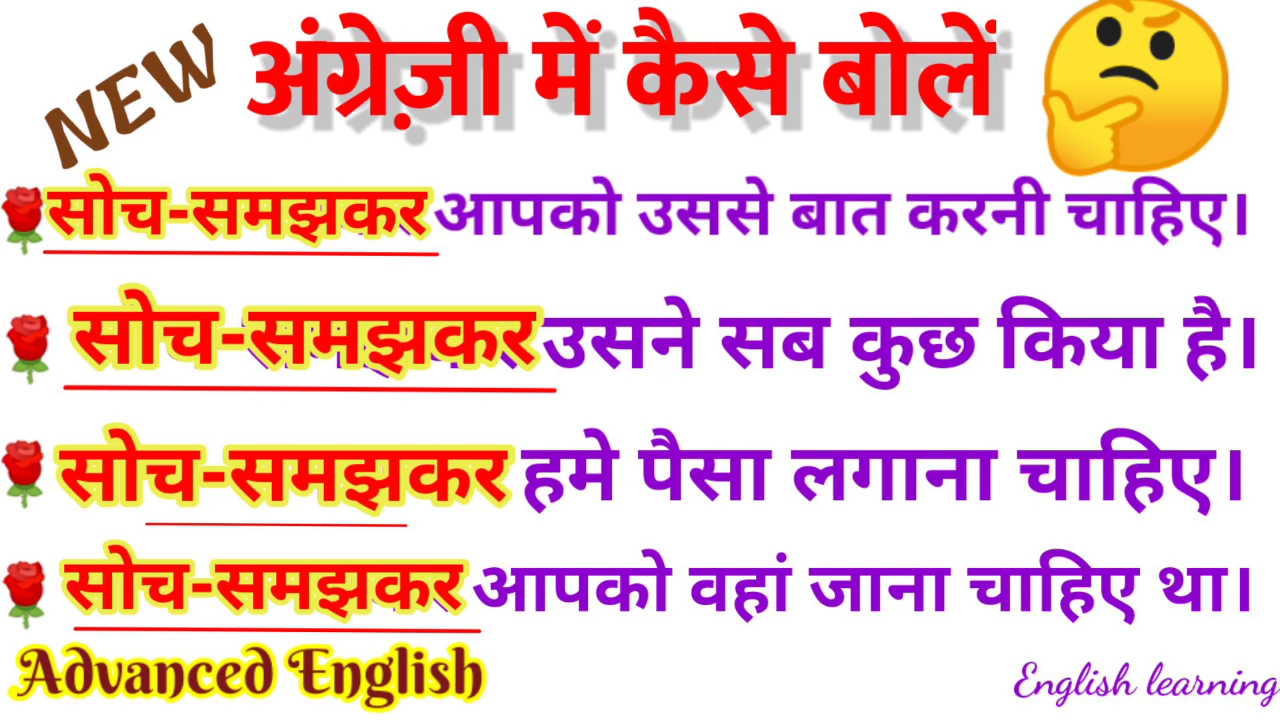 NEW अंग्रेज़ी में कैसे बोलें
सोच-समझकर आपको उससे बात करनी चाहिए।
सोच-समझकर उसने सब कुछ किया है।
सोच-समझकर हमे पैसा लगाना चाहिए।
सोच-समझकर आपको वहां जाना चाहिए था।
Advanced English
English learning